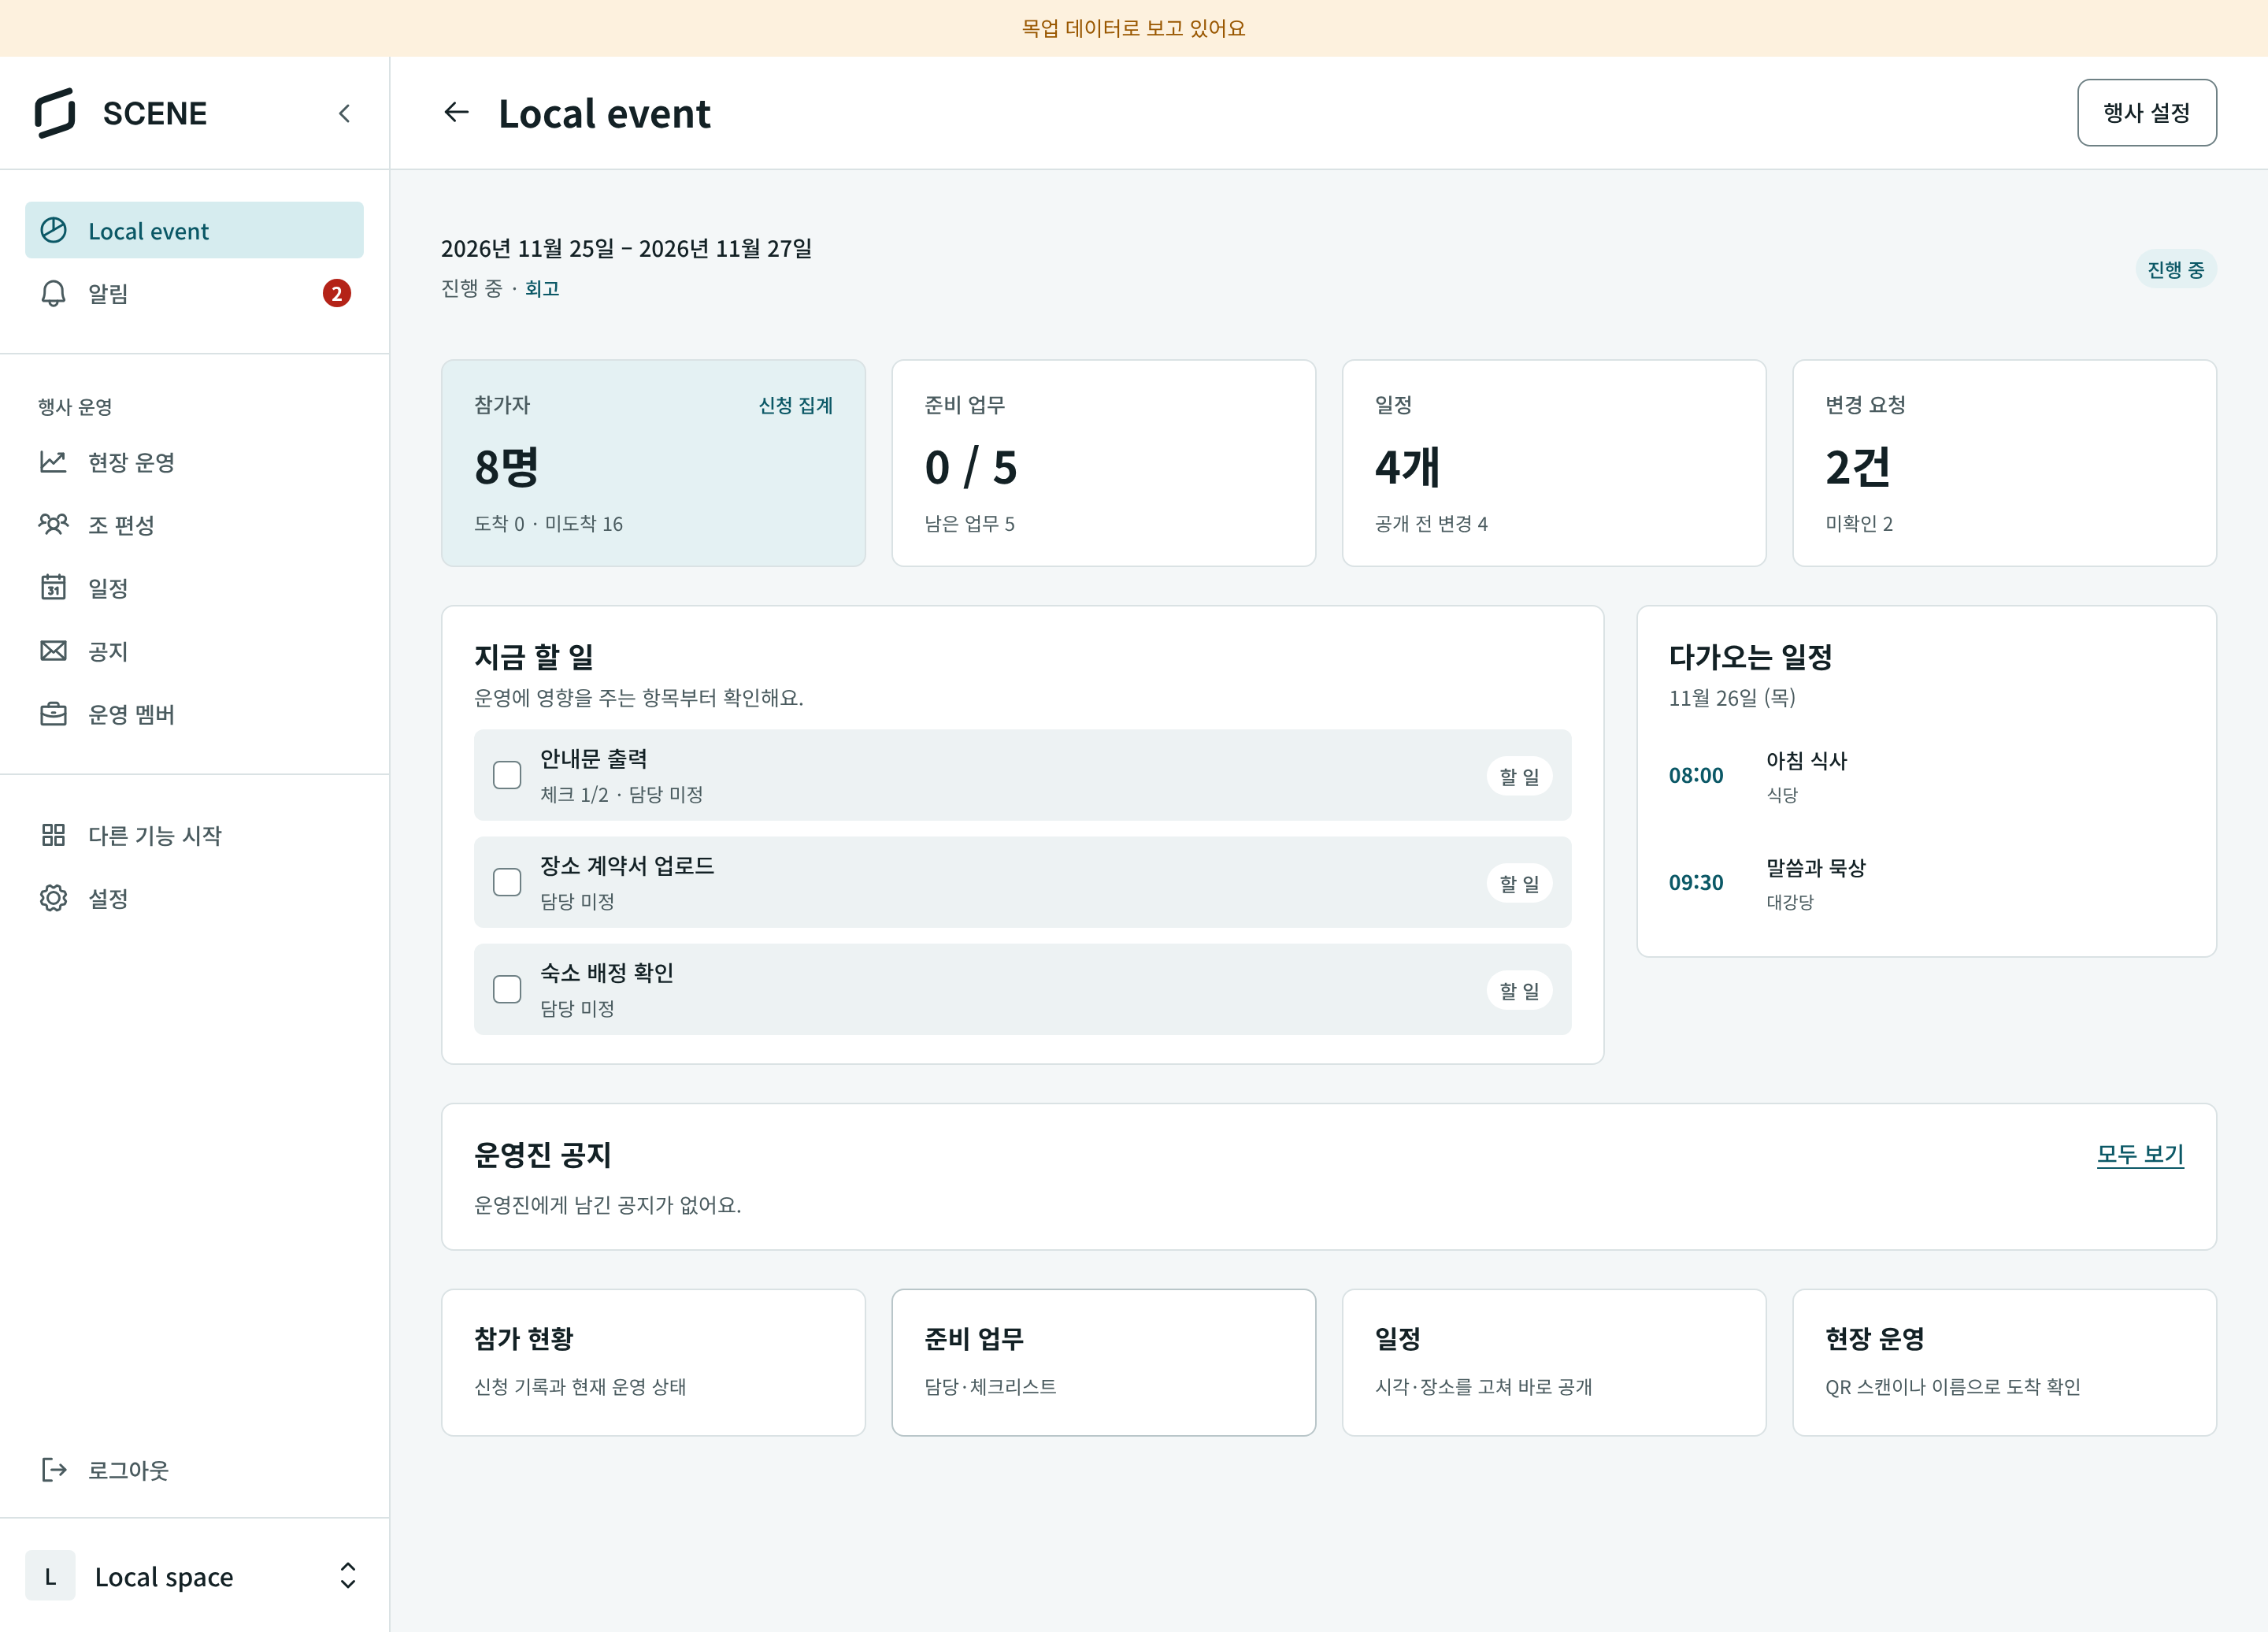 목업 데이터로 보고 있어요
SCENE
Local event
알림
2
행사 운영
현장 운영
조 편성
31
일정
공지
운영 멤버
다른 기능 시작
설정
로그아웃
L
Local space
Local event
행사 설정
2026년 11월 25일 – 2026년 11월 27일
진행 중 · 회고
진행 중
참가자
신청 집계
8명
도착 0 · 미도착 16
준비 업무
0 / 5
남은 업무 5
일정
4개
공개 전 변경 4
변경 요청
2건
미확인 2
지금 할 일
운영에 영향을 주는 항목부터 확인해요.
안내문 출력
체크 1/2 · 담당 미정
할 일
장소 계약서 업로드
담당 미정
할 일
숙소 배정 확인
담당 미정
할 일
다가오는 일정
11월 26일 (목)
08:00
아침 식사
식당
09:30
말씀과 묵상
대강당
운영진 공지
모두 보기
운영진에게 남긴 공지가 없어요.
참가 현황
신청 기록과 현재 운영 상태
준비 업무
담당·체크리스트
일정
시각·장소를 고쳐 바로 공개
현장 운영
QR 스캔이나 이름으로 도착 확인